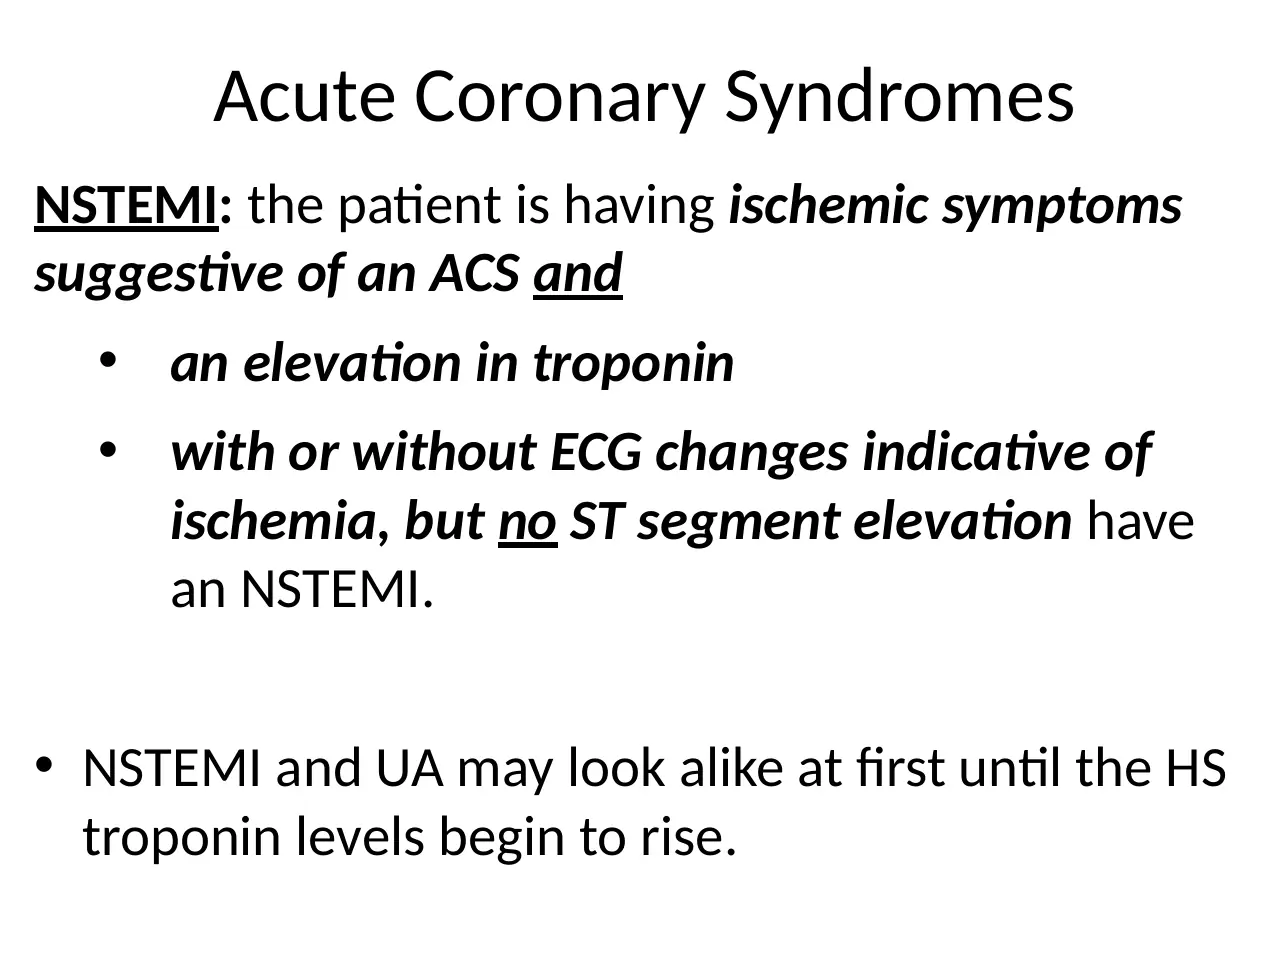 Acute Coronary Syndromes
NSTEMI: the patient is having ischemic symptoms
suggestive of an ACS and
• an elevation in troponin
• with or without ECG changes indicative of
ischemia, but no ST segment elevation have
an NSTEMI.
• NSTEMI and UA may look alike at first until the HS
troponin levels begin to rise.